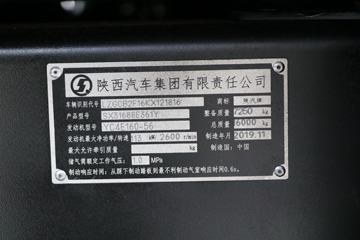 陕西汽车集团有限责任公司
车辆识别代号 LZGCR2F16KX121816 商标 陕汽牌
产品型号 SX3168BE361Y 整备质量 7250 kg
发动机型号 YC4E160-56 总质量 6000 kg
发动机最大净功率/转速 113 kW 2600 r/min 制造年月 2019.11
最大允许牵引质量 kg 制造国：中国
储气筒额定工作气压： 1.0 MPa
制动响应时间：从踩下制动踏板到最不利制动气室响应时间0.6s。